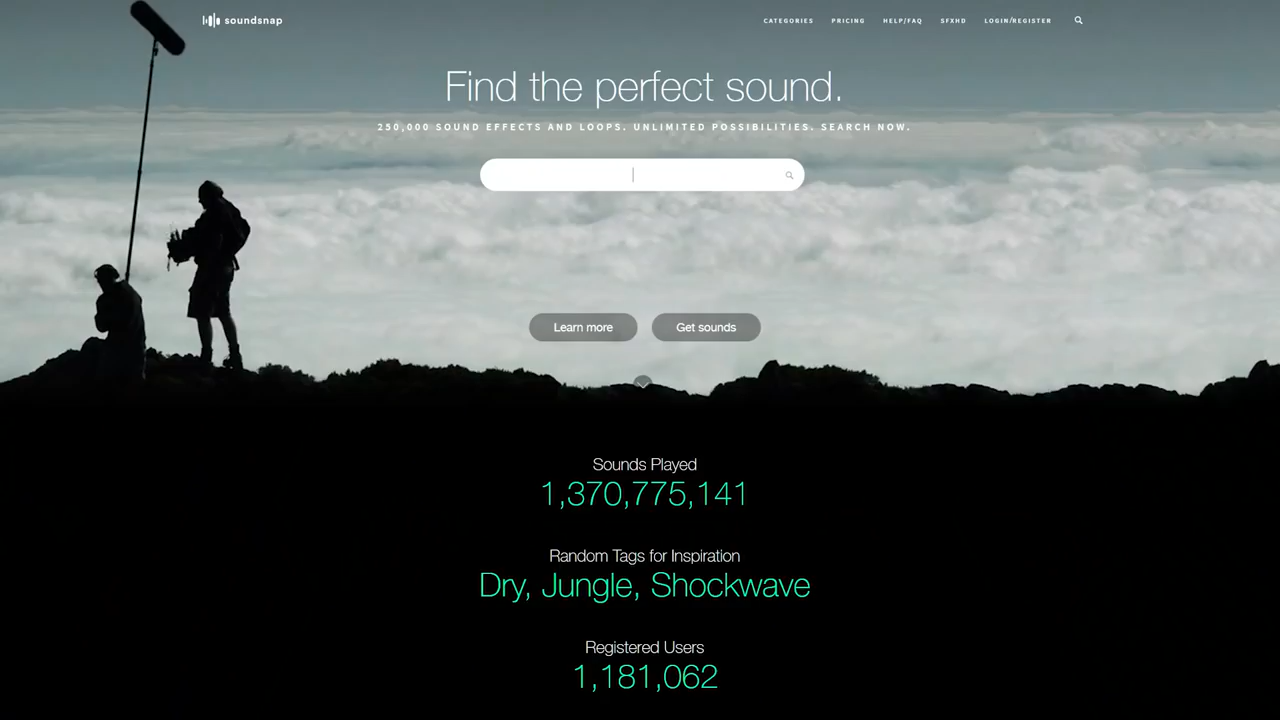 soundsnap
CATEGORIES PRICING HELP/FAQ SFXHD LOGIN/REGISTER
Find the perfect sound.
250,000 SOUND EFFECTS AND LOOPS. UNLIMITED POSSIBILITIES. SEARCH NOW.
Learn more Get sounds
Sounds Played
1,370,775,141
Random Tags for Inspiration
Dry, Jungle, Shockwave
Registered Users
1,181,062